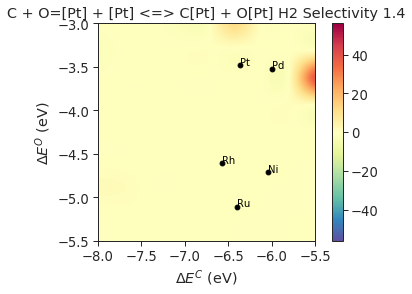 C + O=[Pt] + [Pt] <=> C[Pt] + O[Pt] H2 Selectivity 1.4
−3.0
−3.5
−4.0
−4.5
−5.0
−5.5
ΔE^O (eV)
Pt
Pd
Rh
Ni
Ru
−8.0 −7.5 −7.0 −6.5 −6.0 −5.5
ΔE^C (eV)
40
20
0
−20
−40